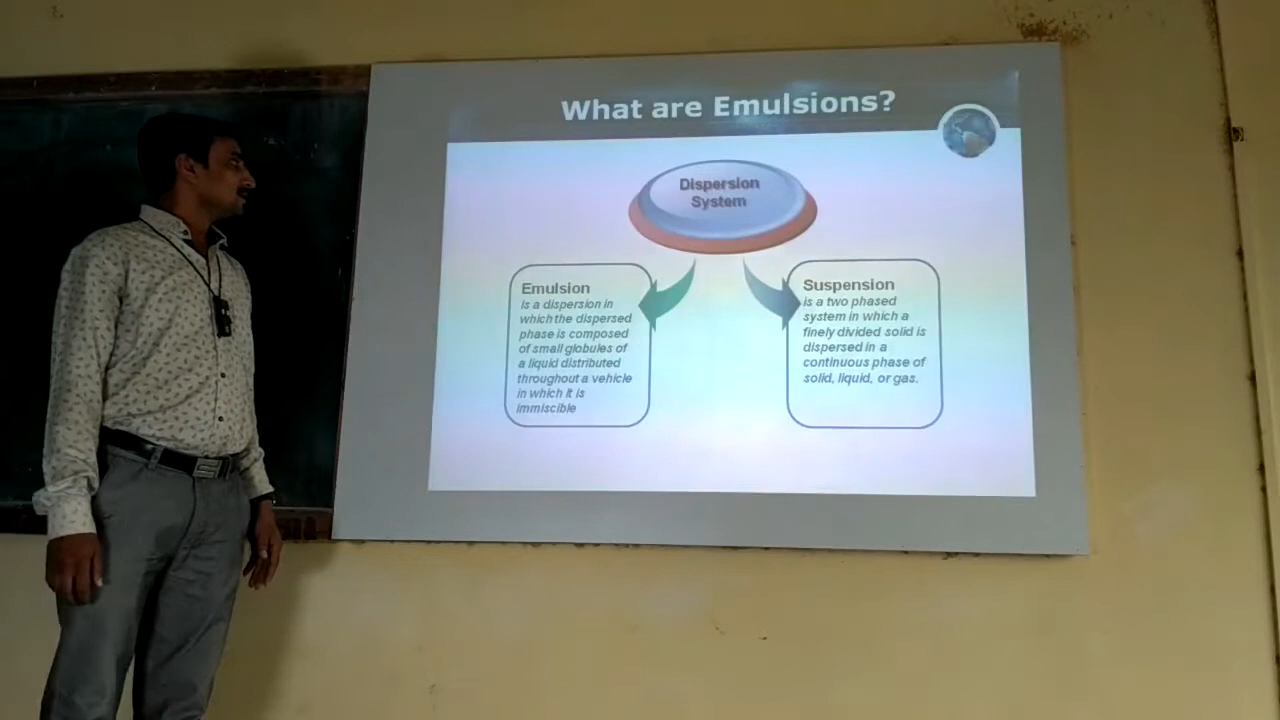 What are Emulsions?
Dispersion
System
Emulsion
Is a dispersion in
which the dispersed
phase is composed
of small globules of
a liquid distributed
throughout a vehicle
in which it is
immiscible
Suspension
is a two phased
system in which a
finely divided solid is
dispersed in a
continuous phase of
solid, liquid, or gas.